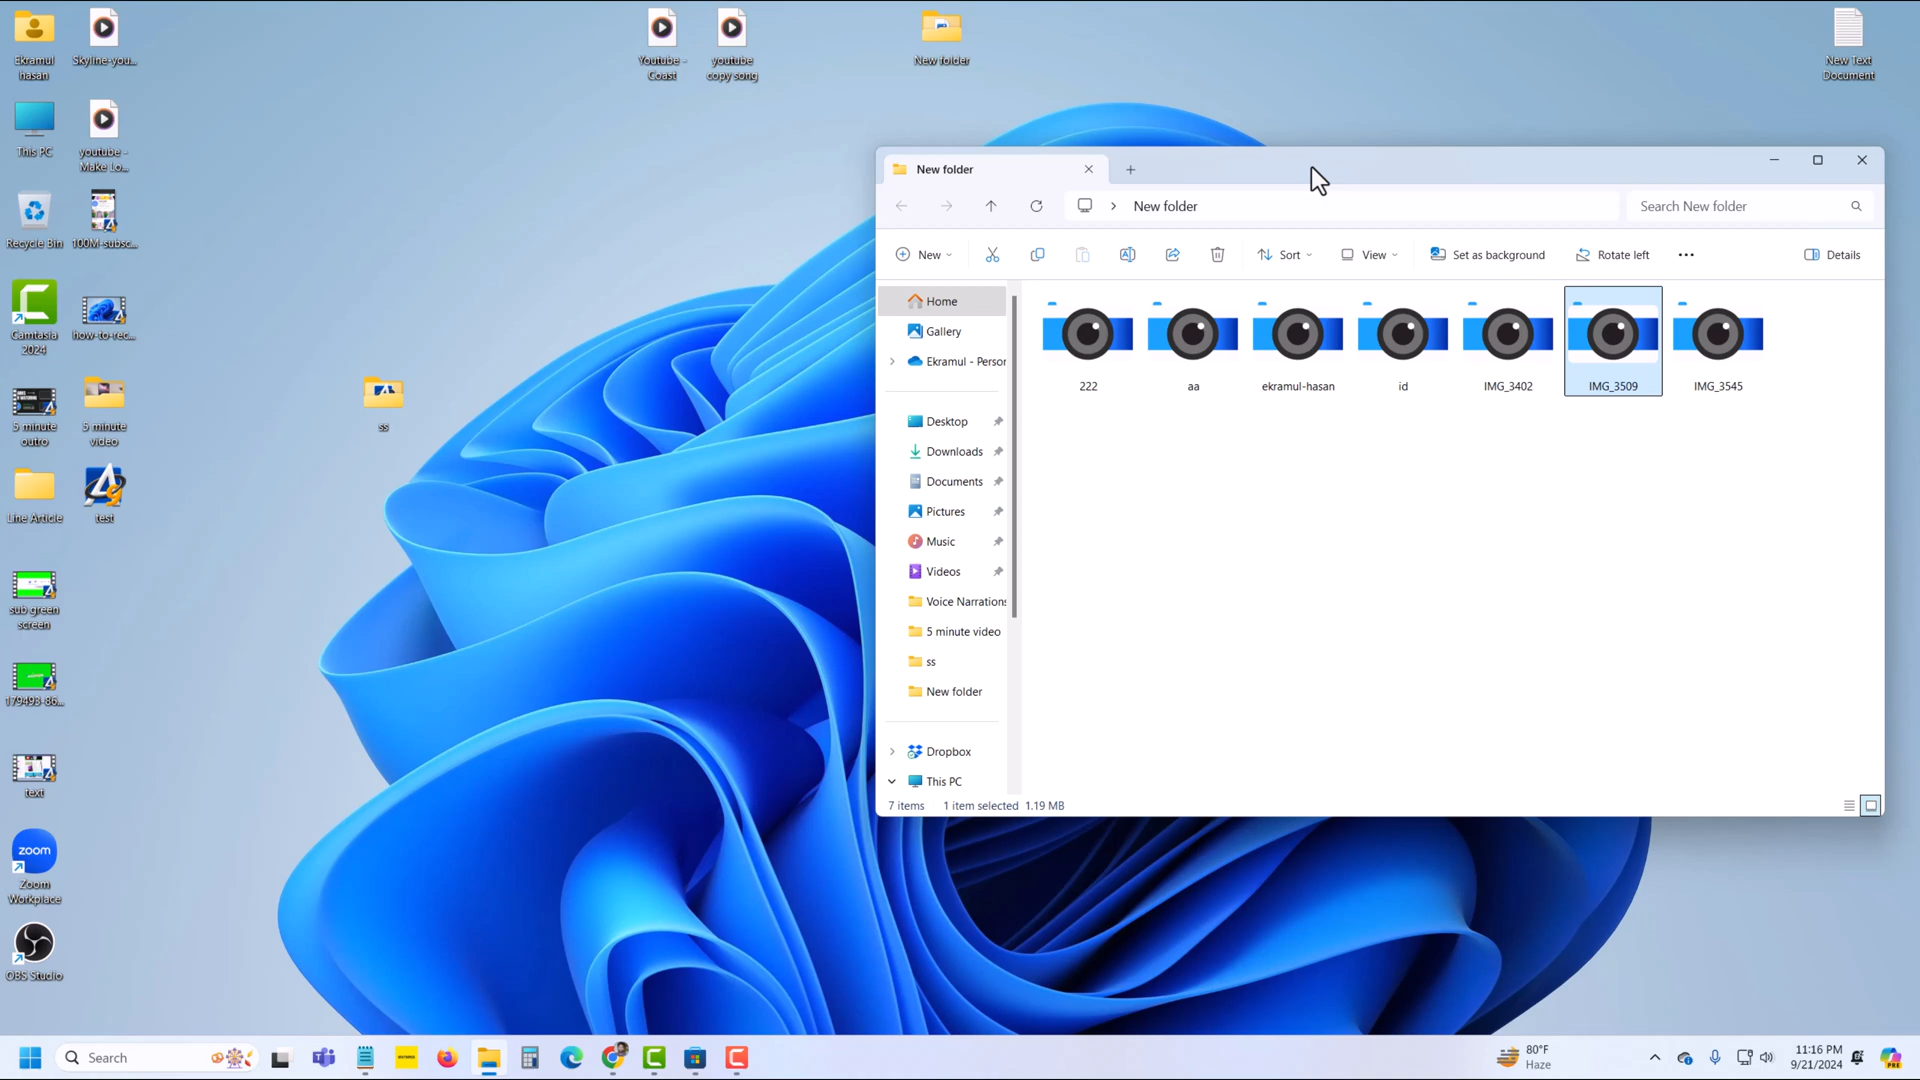 Ekramul
hasan
Skyline-you...
Youtube -
Coast
youtube
copy song
New folder
New Text
Document
This PC
youtube -
Make Lo...
Recycle Bin
100M-subsc...
Camtasia
2024
how-to-rec...
5 minute
outro
5 minute
video
ss
Line Article
test
sub green
screen
179493-86...
text
zoom
Zoom
Workplace
OBS Studio
New folder
New folder
Search New folder
New
Sort
View
Set as background
Rotate left
Details
Home
Gallery
Ekramul - Person
Desktop
Downloads
Documents
Pictures
Music
Videos
Voice Narrations
5 minute video
ss
New folder
Dropbox
This PC
222
aa
ekramul-hasan
id
IMG_3402
IMG_3509
IMG_3545
7 items
1 item selected 1.19 MB
Search
80°F
Haze
11:16 PM
9/21/2024
PRE